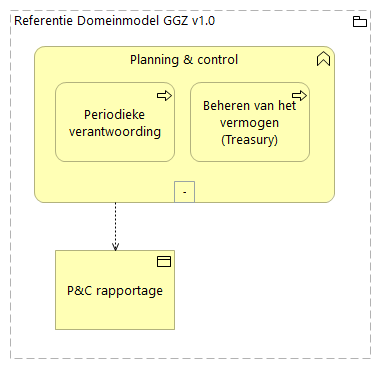 Referentie Domeinmodel GGZ v1.0
Planning & control
Periodieke
verantwoording
Beheren van het
vermogen
(Treasury)
-
P&C rapportage